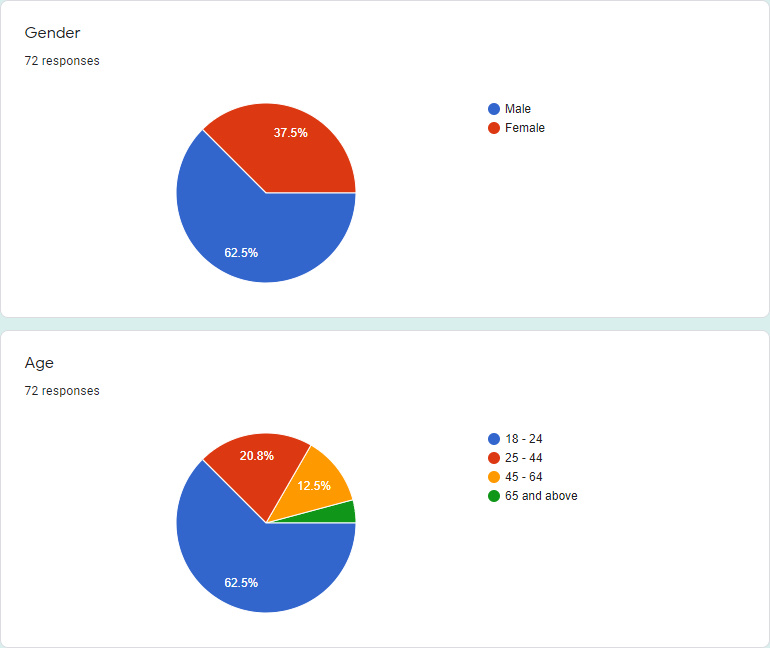 Gender
72 responses
Male
Female
37.5%
62.5%
Age
72 responses
18 - 24
25 - 44
45 - 64
65 and above
20.8%
12.5%
62.5%